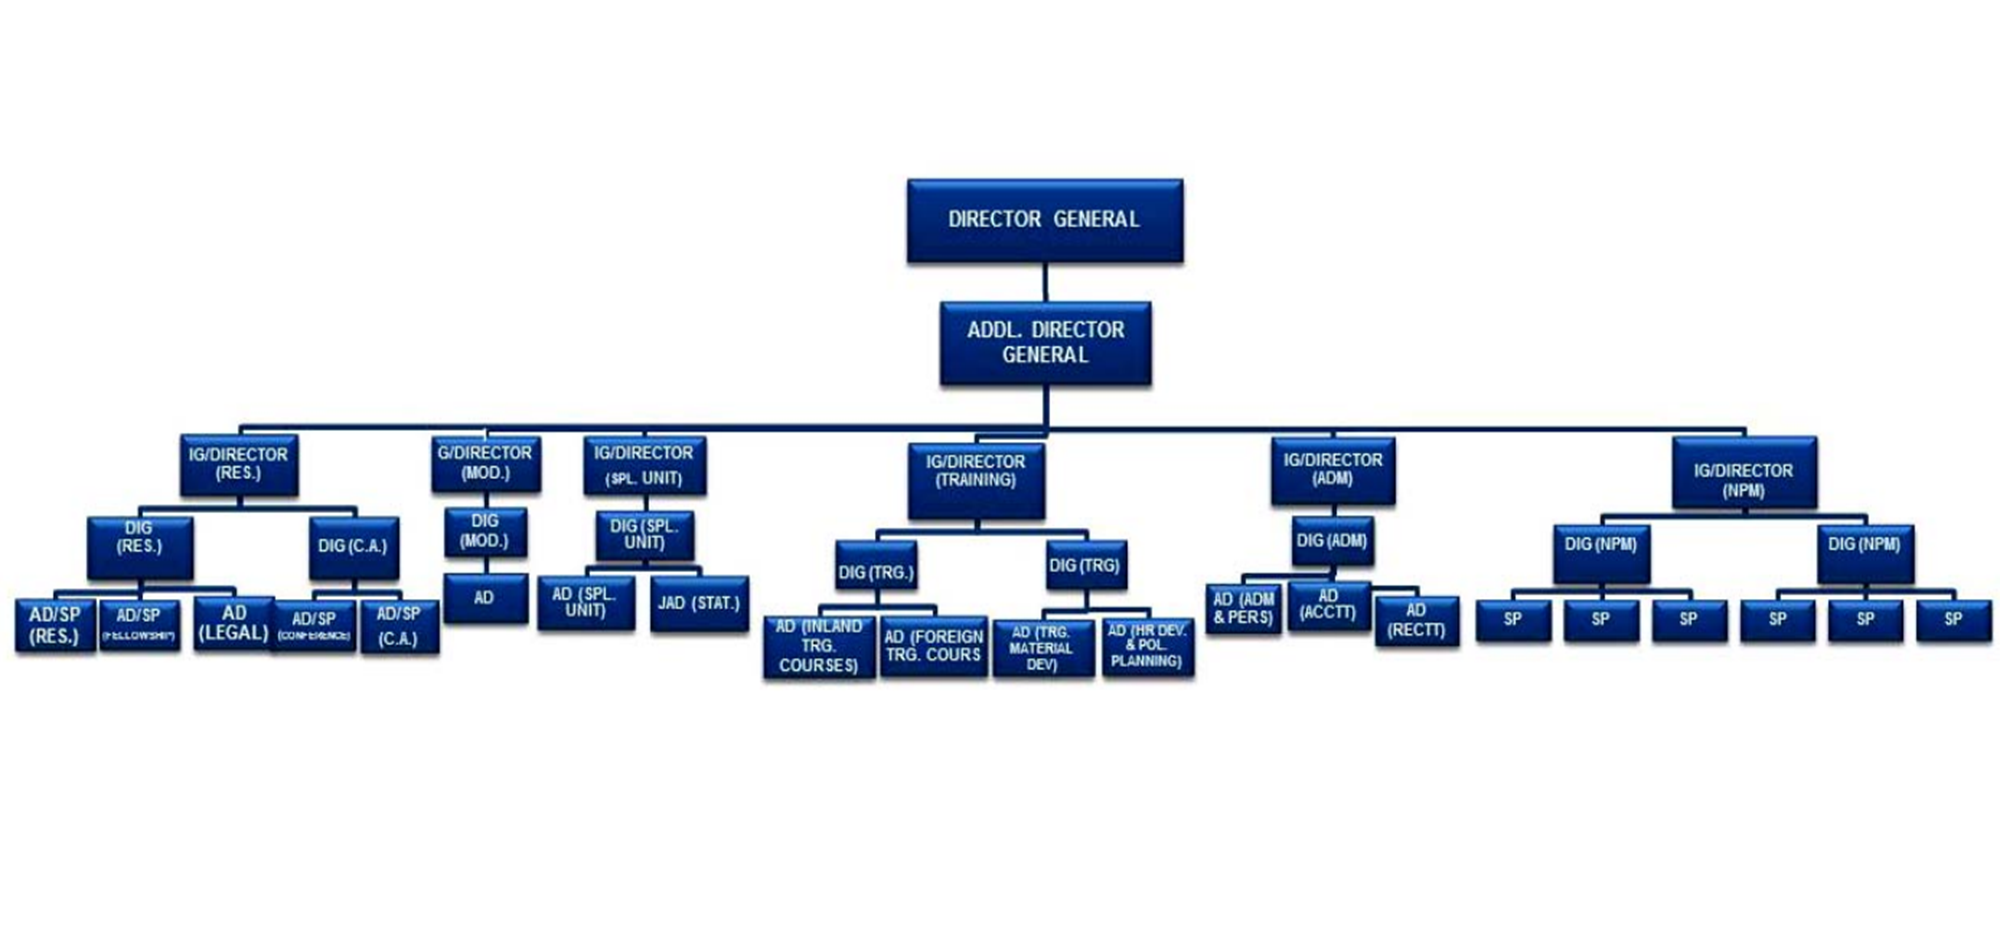 DIRECTOR GENERAL
ADDL. DIRECTOR
GENERAL
IG/DIRECTOR
(RES.)
G/DIRECTOR
(MOD.)
IG/DIRECTOR
(SPL. UNIT)
IG/DIRECTOR
(TRAINING)
IG/DIRECTOR
(ADM)
IG/DIRECTOR
(NPM)
DIG
(RES.)
DIG (C.A.)
DIG
(MOD.)
DIG (SPL.
UNIT)
DIG (TRG.)
DIG (TRG)
DIG (ADM)
DIG (NPM)
DIG (NPM)
AD/SP
(RES.)
AD/SP
(FELLOWSHIP)
AD
(LEGAL)
AD/SP
(CONFERENCE)
AD/SP
(C.A.)
AD
AD (SPL.
UNIT)
JAD (STAT.)
AD (INLAND
TRG.
COURSES)
AD (FOREIGN
TRG. COURS
AD (TRG.
MATERIAL
DEV)
AD (HR DEV.
& POL.
PLANNING)
AD (ADM
& PERS)
AD
(ACCTT)
AD
(RECTT)
SP
SP
SP
SP
SP
SP